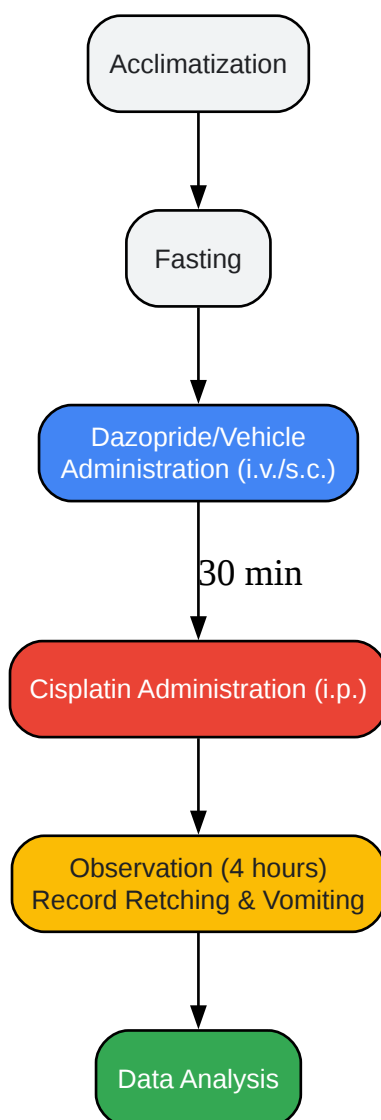 Acclimatization
Fasting
Dazopride/Vehicle
Administration (i.v./s.c.)
30 min
Cisplatin Administration (i.p.)
Observation (4 hours)
Record Retching & Vomiting
Data Analysis